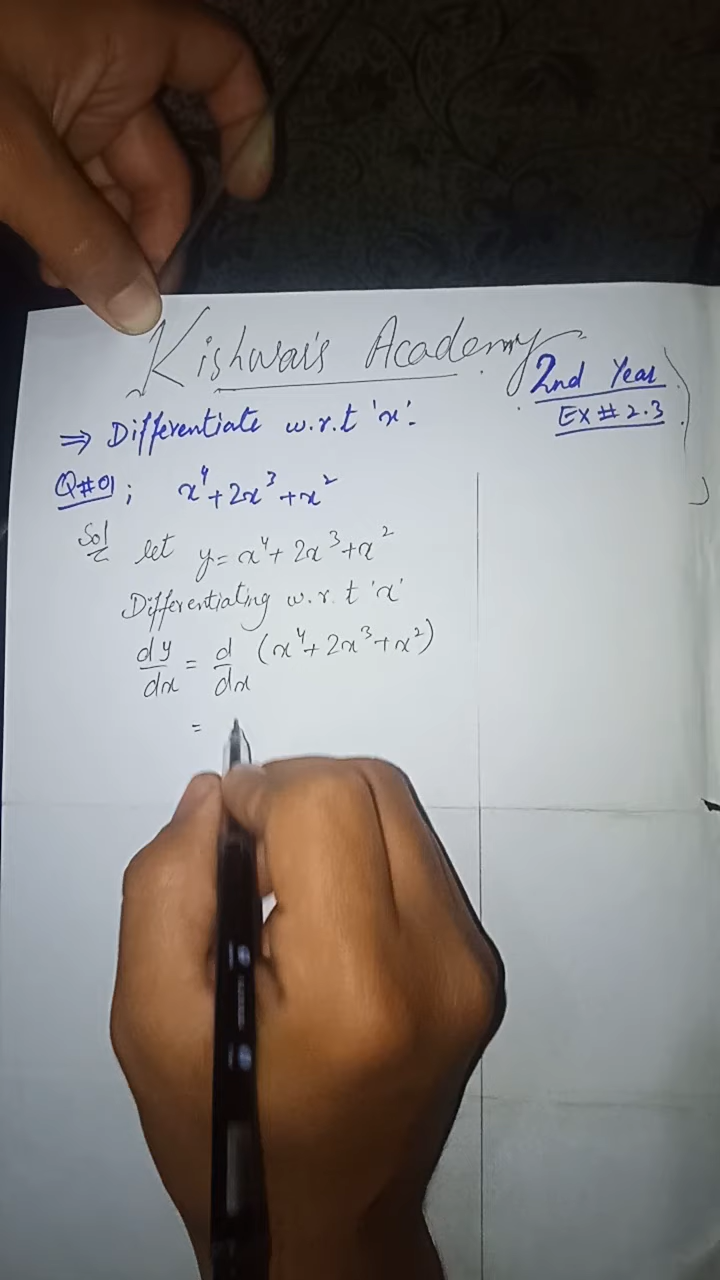 Kishwar's Academy
2nd Year
EX # 2.3
⇒ Differentiate w.r.t 'x'.
Q#01; x⁴+2x³+x²
Sol let y=x⁴+2x³+x²
Differentiating w.r.t 'x'
dy/dx = d/dx (x⁴+2x³+x²)
=